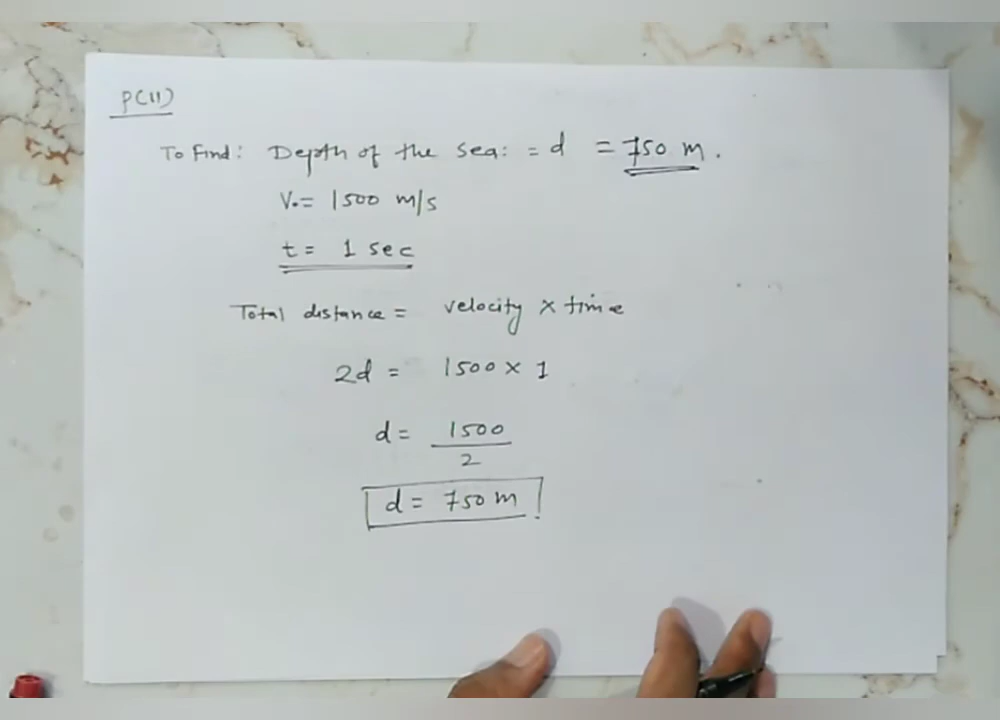 P(11)
To Find: Depth of the sea: = d = 750 m.
V.= 1500 m/s
t = 1 sec
Total distance = velocity × time
2d = 1500 × 1
d = 1500
2
d = 750 m